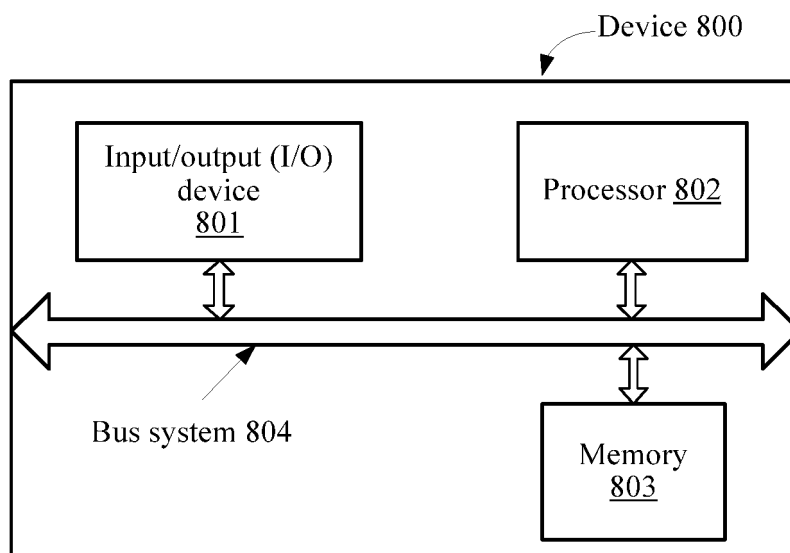 Device 800
Input/output (I/O)
device
801
Processor 802
Bus system 804
Memory
803